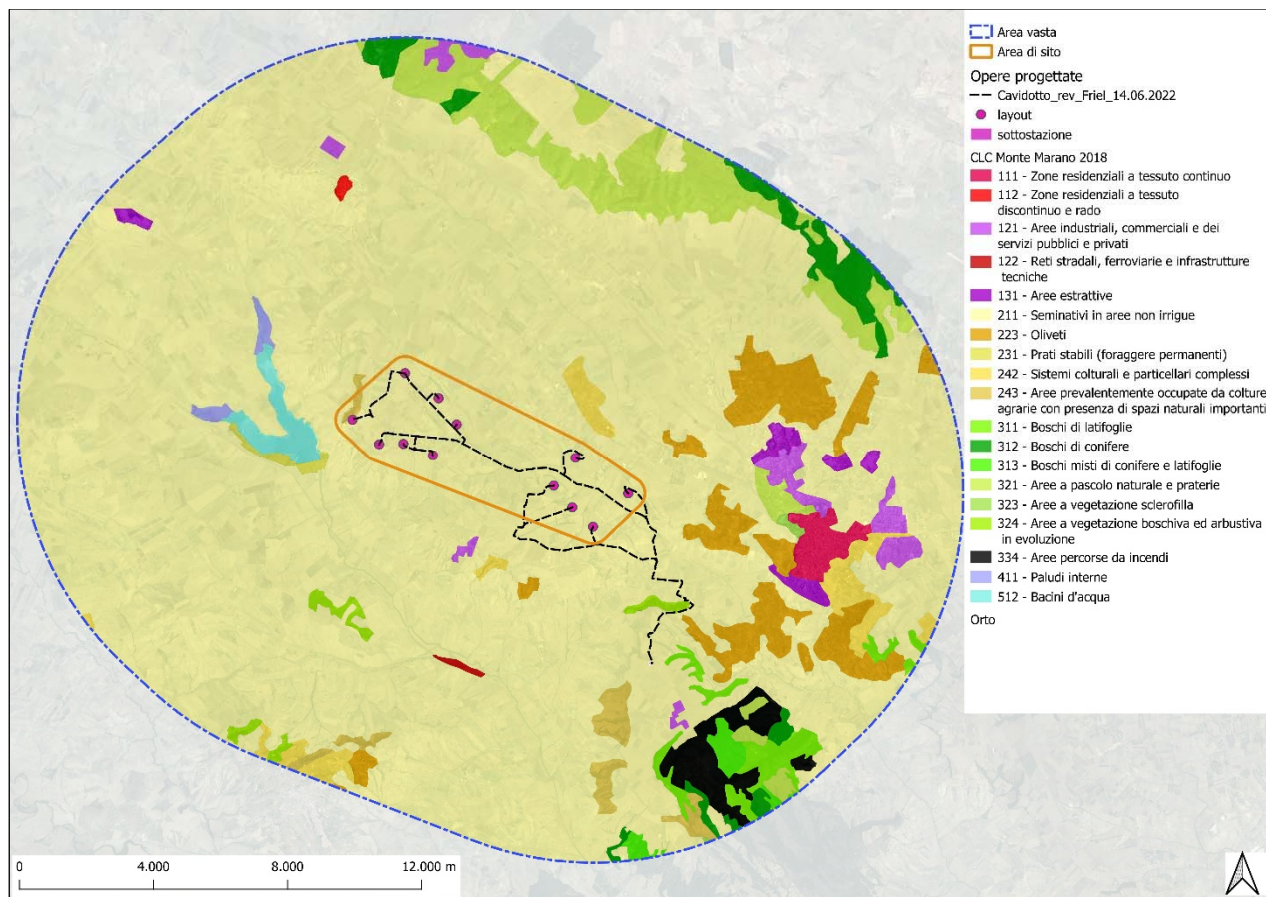 Area vasta
Area di sito
Opere progettate
Cavidotto_rev_Friel_14.06.2022
layout
sottostazione
CLC Monte Marano 2018
111 - Zone residenziali a tessuto continuo
112 - Zone residenziali a tessuto
discontinuo e rado
121 - Aree industriali, commerciali e dei
servizi pubblici e privati
122 - Reti stradali, ferroviarie e infrastrutture
tecniche
131 - Aree estrattive
211 - Seminativi in aree non irrigue
223 - Oliveti
231 - Prati stabili (foraggere permanenti)
242 - Sistemi colturali e particellari complessi
243 - Aree prevalentemente occupate da colture
agrarie con presenza di spazi naturali importanti
311 - Boschi di latifoglie
312 - Boschi di conifere
313 - Boschi misti di conifere e latifoglie
321 - Aree a pascolo naturale e praterie
323 - Aree a vegetazione sclerofilla
324 - Aree a vegetazione boschiva ed arbustiva
in evoluzione
334 - Aree percorse da incendi
411 - Paludi interne
512 - Bacini d'acqua
Orto
0 4.000 8.000 12.000 m